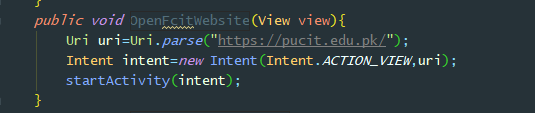 }
public void OpenFcitWebsite(View view){
Uri uri=Uri.parse("https://pucit.edu.pk/");
Intent intent=new Intent(Intent.ACTION_VIEW,uri);
startActivity(intent);
}